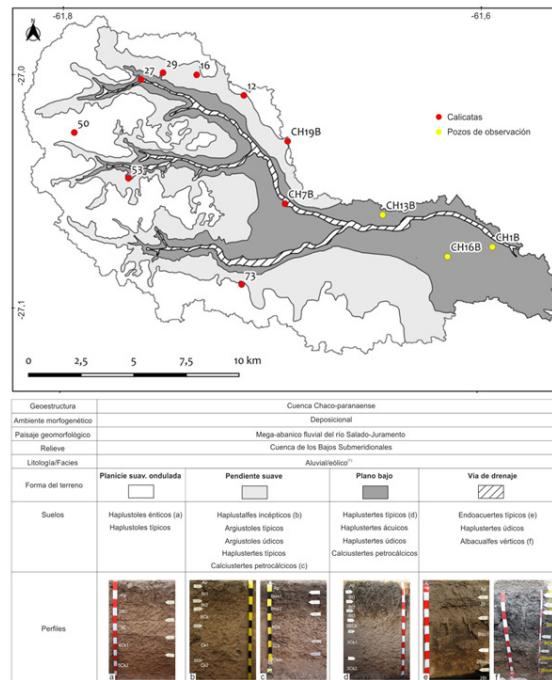 -61,8
-61,6
N
-27,0
-27,1
27
29
16
12
50
CH19B
53
CH7B
CH13B
CH1B
CH16B
73
Calicatas
Pozos de observación
0 2,5 5 7,5 10 km
Geoestructura Cuenca Chaco-paranaense
Ambiente morfogenético Deposicional
Paisaje geomorfológico Mega-abanico fluvial del río Salado-Juramento
Relieve Cuenca de los Bajos Submeridionales
Litología/Facies Aluvial/eólico
Forma del terreno Planicie suav. ondulada Pendiente suave Plano bajo Vía de drenaje
Suelos
Haplustoles énticos (a)
Haplustoles típicos
Haplustalfes incépticos (b)
Argiustoles típicos
Argiustoles údicos
Haplustertes típicos
Calciustertes petrocálcicos (c)
Haplustertes típicos (d)
Haplustertes ácuicos
Haplustertes údicos
Calciustertes petrocálcicos
Endoacuertes típicos (e)
Haplustertes údicos
Albacualfes vérticos (f)
Perfiles
a
b
c
d
e
f